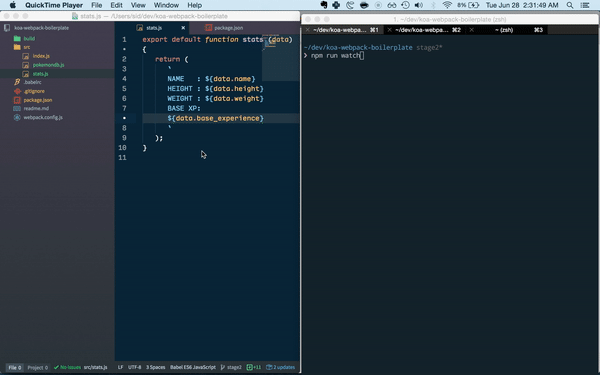 QuickTime Player File Edit View Window Help
8% Tue Jun 28 2:31:49 AM
stats.js — /Users/sid/dev/koa-webpack-boilerplate
1. ~/dev/koa-webpack-boilerplate (zsh)
koa-webpack-boilerplate
build
src
index.js
pokemondb.js
stats.js
.babelrc
.gitignore
package.json
readme.md
webpack.config.js
stats.js × package.json
1 export default function stats (data)
2 {
3 return (
` 
4 NAME : ${data.name}
5 HEIGHT : ${data.height}
6 WEIGHT : ${data.weight}
7 BASE XP:
${data.base_experience}
8 `
9 );
10 }
11
× ~/dev/koa-webpa... ⌘1 × ~/dev/koa-webpa... ⌘2 × ~ (zsh) ⌘3
~/dev/koa-webpack-boilerplate stage2*
❯ npm run watch
File 0 Project 0 ✓ No Issues src/stats.js LF UTF-8 3 Spaces Babel ES6 JavaScript stage2 +11 2 updates